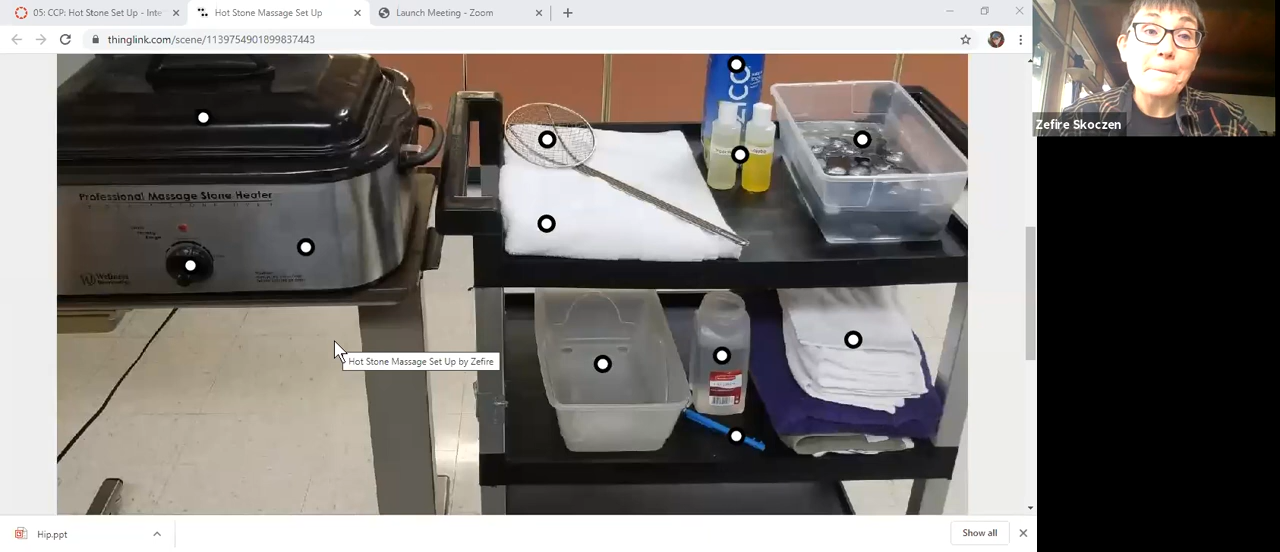 05: CCP: Hot Stone Set Up - Inte
Hot Stone Massage Set Up
Launch Meeting - Zoom
thinglink.com/scene/1139754901899837443
Zefire Skoczen
ZICO
Professional Massage Stone Heater
Hot Stone Massage Set Up by Zefire
Hip.ppt
Show all